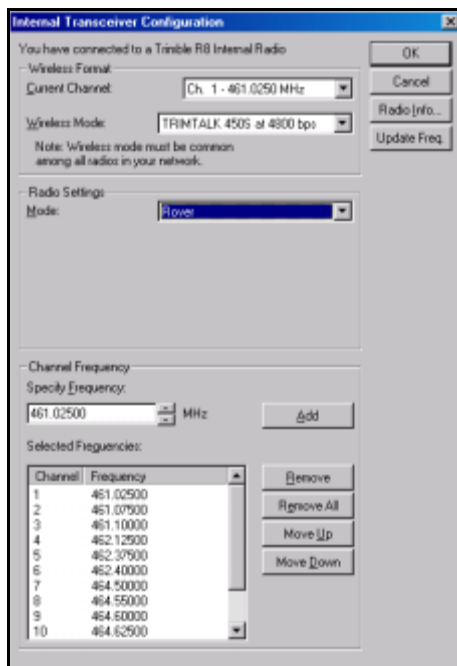 Internal Transceiver Configuration
You have connected to a Trimble R8 Internal Radio
OK
Wireless Format
Current Channel:
Ch. 1 - 461.0250 MHz
Cancel
Radio Info...
Wireless Mode:
TRIMTALK 450S at 4800 bps
Update Freq.
Note: Wireless mode must be common
among all radios in your network.
Radio Settings
Mode:
Rover
Channel Frequency
Specify Frequency:
461.02500
MHz
Add
Selected Frequencies:
Channel Frequency
1 461.02500
2 461.07500
3 461.10000
4 462.12500
5 462.37500
6 462.40000
7 464.50000
8 464.55000
9 464.60000
10 464.62500
Remove
Remove All
Move Up
Move Down